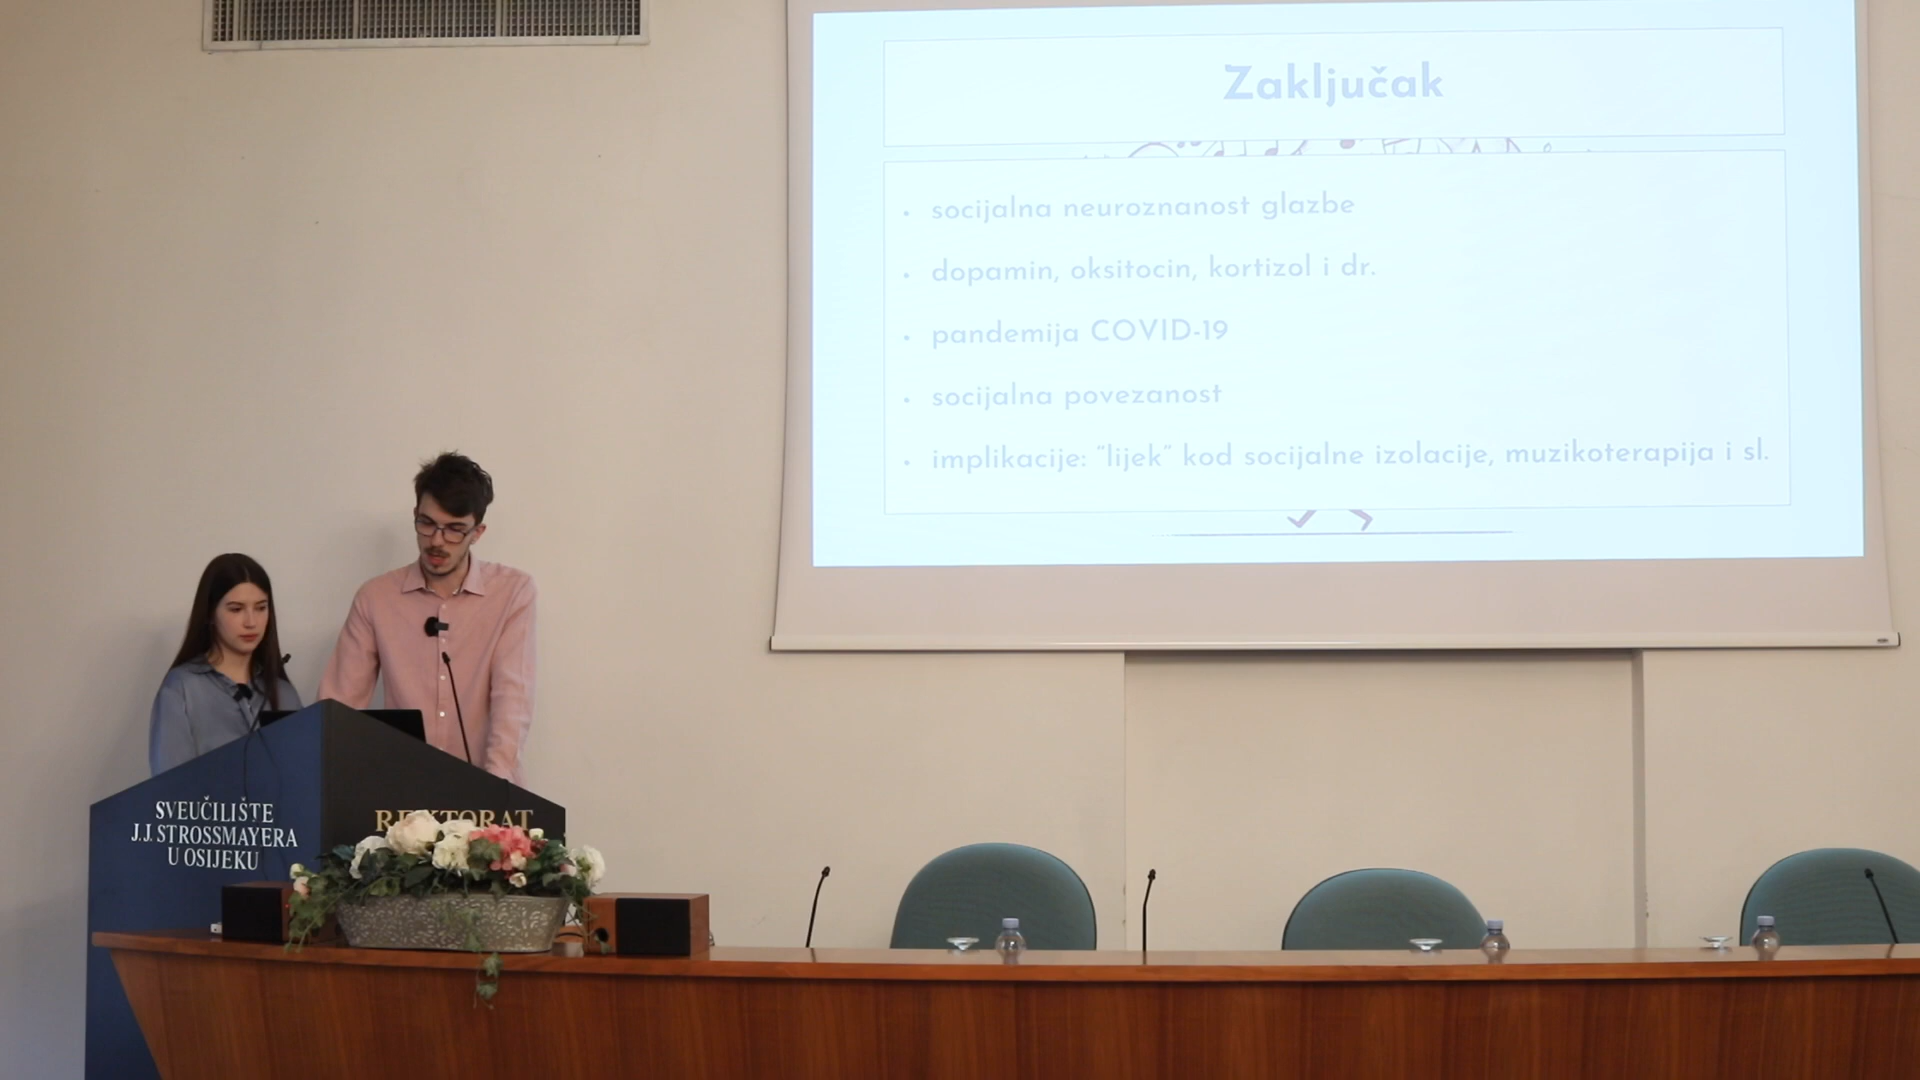 Zaključak
• socijalna neuroznanost glazbe
• dopamin, oksitocin, kortizol i dr.
• pandemija COVID-19
• socijalna povezanost
• implikacije: "lijek" kod socijalne izolacije, muzikoterapija i sl.
SVEUČILIŠTE
J.J. STROSSMAYERA
U OSIJEKU
REKTORAT